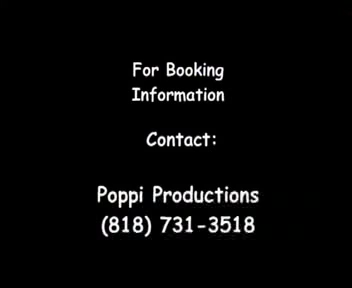 For Booking
Information
Contact:
Poppi Productions
(818) 731-3518